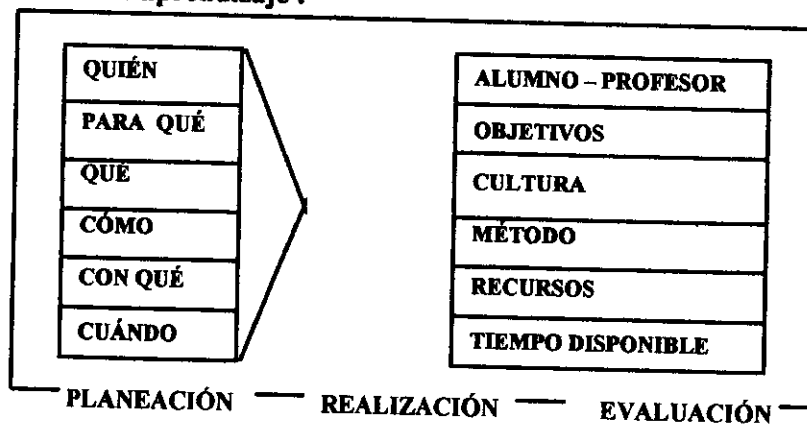 aprendizaje .
QUIÉN
PARA QUÉ
QUÉ
CÓMO
CON QUÉ
CUÁNDO
ALUMNO – PROFESOR
OBJETIVOS
CULTURA
MÉTODO
RECURSOS
TIEMPO DISPONIBLE
PLANEACIÓN — REALIZACIÓN — EVALUACIÓN